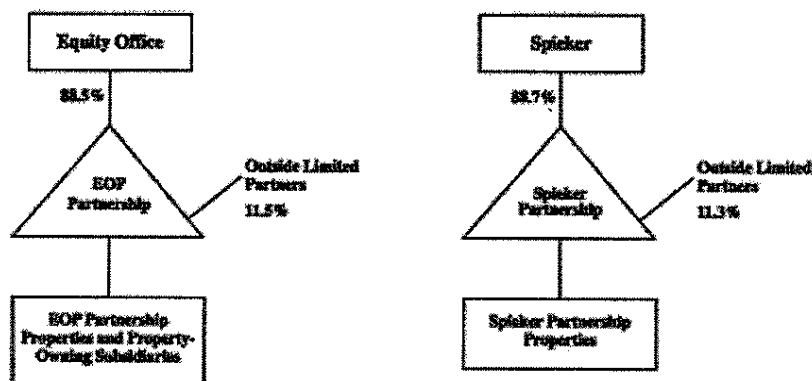 Equity Office
88.5%
EOP
Partnership
Outside Limited
Partners
11.5%
EOP Partnership
Properties and Property-
Owning Subsidiaries
Spieker
88.7%
Spieker
Partnership
Outside Limited
Partners
11.3%
Spieker Partnership
Properties